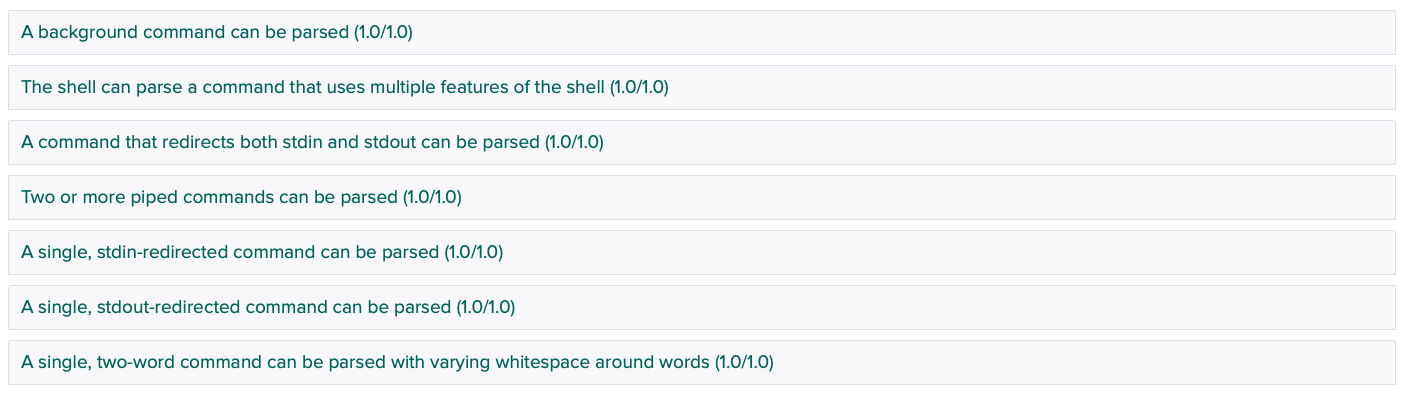 A background command can be parsed (1.0/1.0)
The shell can parse a command that uses multiple features of the shell (1.0/1.0)
A command that redirects both stdin and stdout can be parsed (1.0/1.0)
Two or more piped commands can be parsed (1.0/1.0)
A single, stdin-redirected command can be parsed (1.0/1.0)
A single, stdout-redirected command can be parsed (1.0/1.0)
A single, two-word command can be parsed with varying whitespace around words (1.0/1.0)